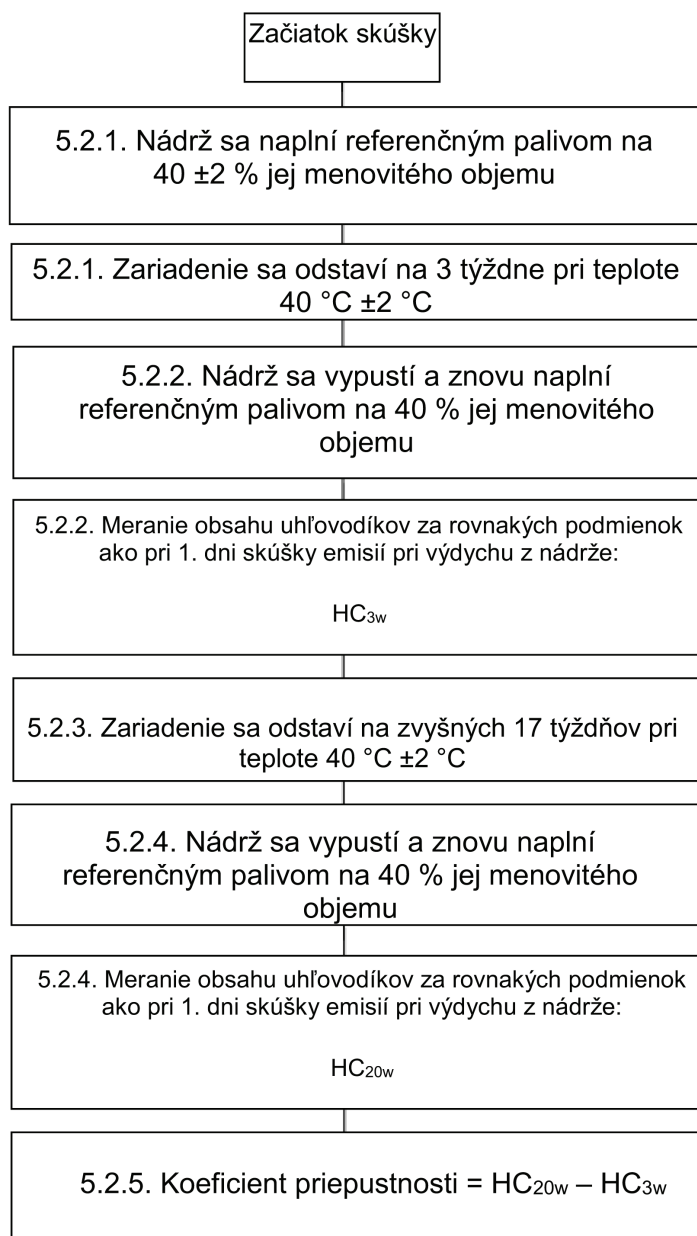 Začiatok skúšky
5.2.1. Nádrž sa naplní referenčným palivom na
40 ±2 % jej menovitého objemu
5.2.1. Zariadenie sa odstaví na 3 týždne pri teplote
40 °C ±2 °C
5.2.2. Nádrž sa vypustí a znovu naplní
referenčným palivom na 40 % jej menovitého
objemu
5.2.2. Meranie obsahu uhľovodíkov za rovnakých podmienok
ako pri 1. dni skúšky emisií pri výdychu z nádrže:
HC3w
5.2.3. Zariadenie sa odstaví na zvyšných 17 týždňov pri
teplote 40 °C ±2 °C
5.2.4. Nádrž sa vypustí a znovu naplní
referenčným palivom na 40 % jej menovitého
objemu
5.2.4. Meranie obsahu uhľovodíkov za rovnakých podmienok
ako pri 1. dni skúšky emisií pri výdychu z nádrže:
HC20w
5.2.5. Koeficient priepustnosti = HC20w – HC3w